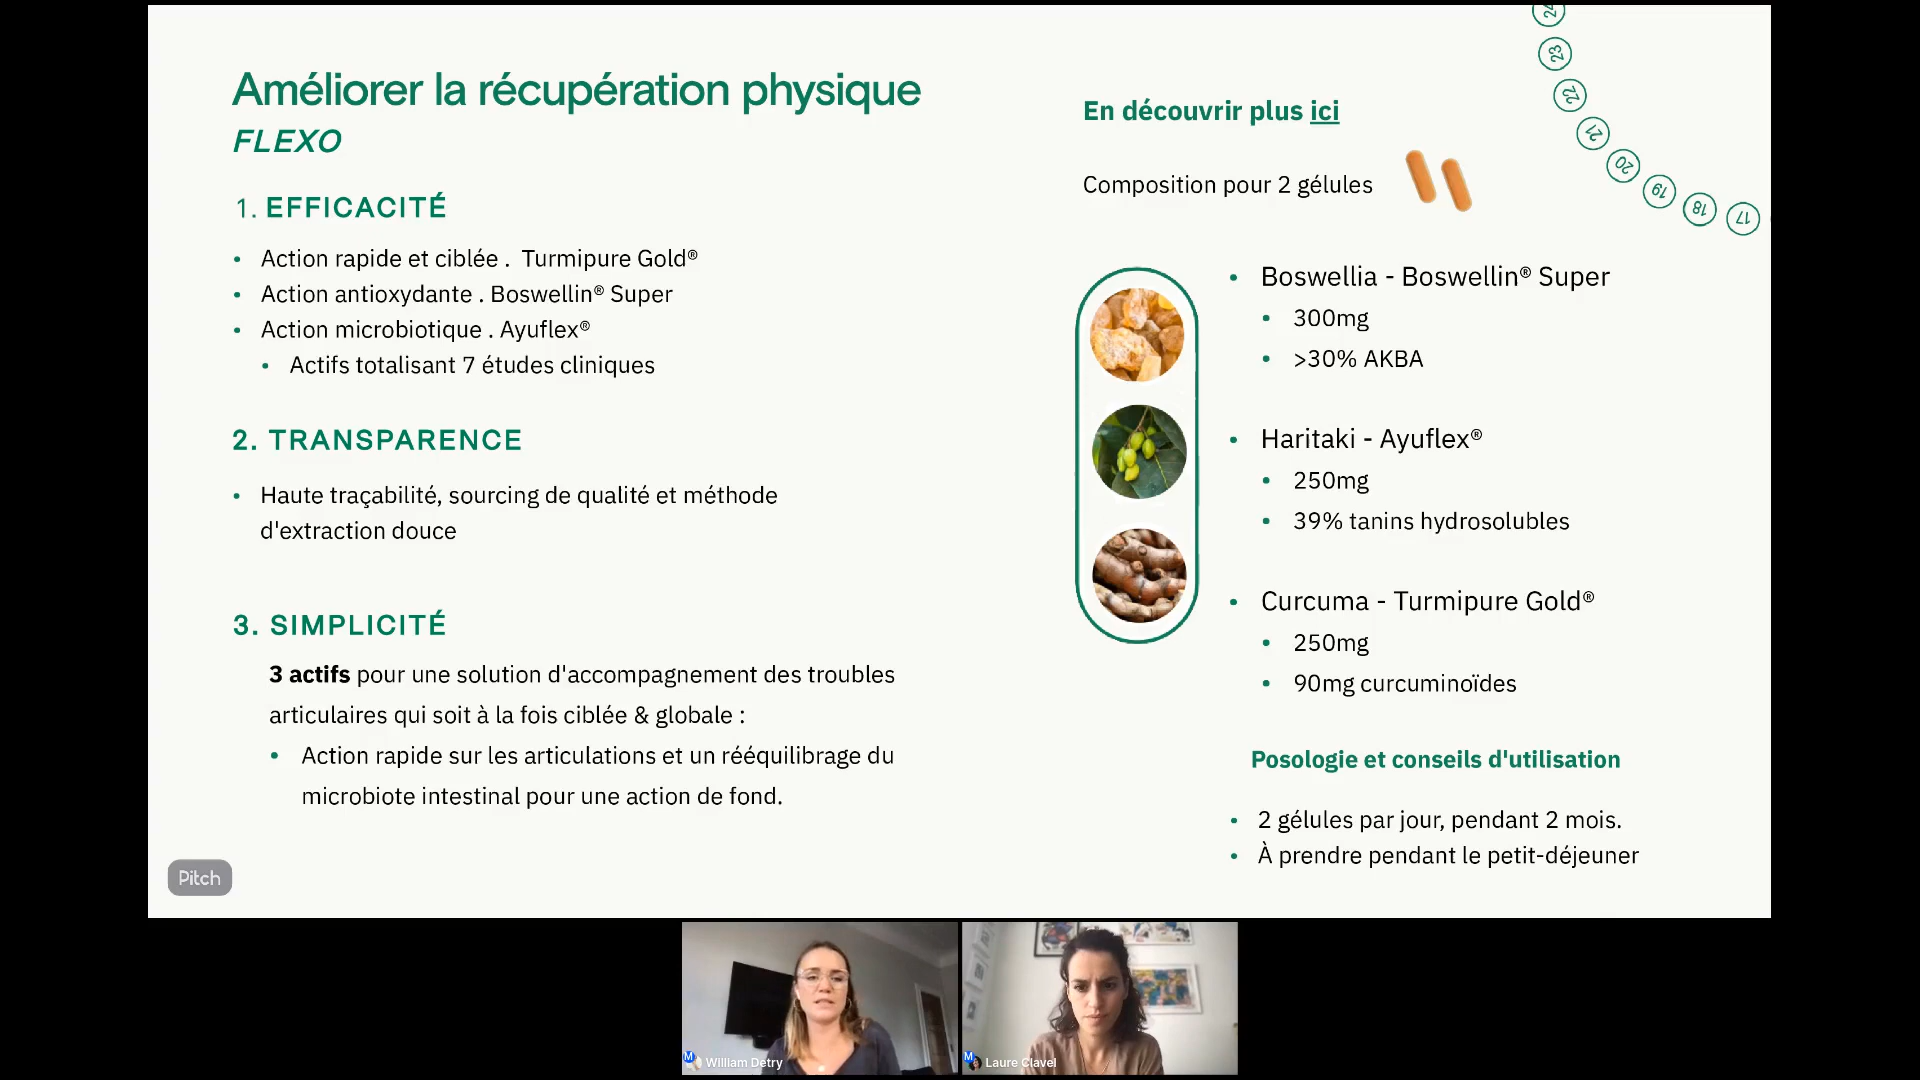 Améliorer la récupération physique
FLEXO
1. EFFICACITÉ
• Action rapide et ciblée . Turmipure Gold®
• Action antioxydante . Boswellin® Super
• Action microbiotique . Ayuflex®
• Actifs totalisant 7 études cliniques
2. TRANSPARENCE
• Haute traçabilité, sourcing de qualité et méthode
d'extraction douce
3. SIMPLICITÉ
3 actifs pour une solution d'accompagnement des troubles
articulaires qui soit à la fois ciblée & globale :
• Action rapide sur les articulations et un rééquilibrage du
microbiote intestinal pour une action de fond.
Pitch
En découvrir plus ici
Composition pour 2 gélules
• Boswellia - Boswellin® Super
• 300mg
• >30% AKBA
• Haritaki - Ayuflex®
• 250mg
• 39% tanins hydrosolubles
• Curcuma - Turmipure Gold®
• 250mg
• 90mg curcuminoïdes
Posologie et conseils d'utilisation
• 2 gélules par jour, pendant 2 mois.
• À prendre pendant le petit-déjeuner
24
23
22
21
20
19
18
17
M William Detry
M Laure Clavel